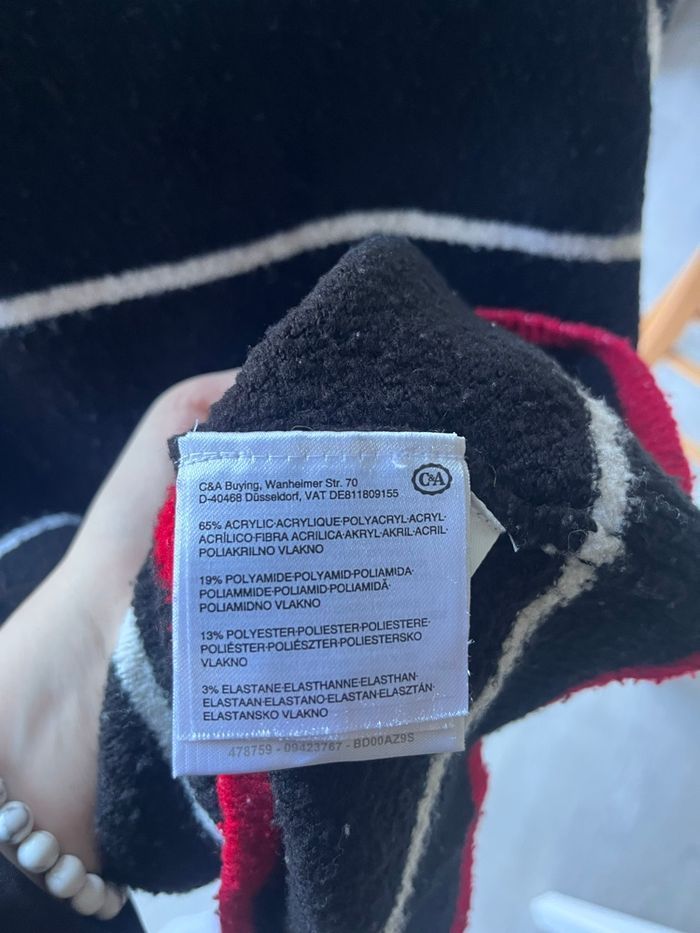 C&A Buying, Wanheimer Str. 70
D-40468 Düsseldorf, VAT DE811809155
C&A
65% ACRYLIC·ACRYLIQUE·POLYACRYL·ACRYL·
ACRÍLICO·FIBRA ACRILICA·AKRYL·AKRIL·ACRIL·
POLIAKRILNO VLAKNO
19% POLYAMIDE·POLYAMID·POLIAMIDA·
POLIAMMIDE·POLIAMID·POLIAMIDĂ·
POLIAMIDNO VLAKNO
13% POLYESTER·POLIESTER·POLIESTERE·
POLIÉSTER·POLIÉSZTER·POLIESTERSKO
VLAKNO
3% ELASTANE·ELASTHANNE·ELASTHAN·
ELASTAAN·ELASTANO·ELASTAN·ELASZTÁN·
ELASTANSKO VLAKNO
478759 - 09423767 - BD00AZ9S